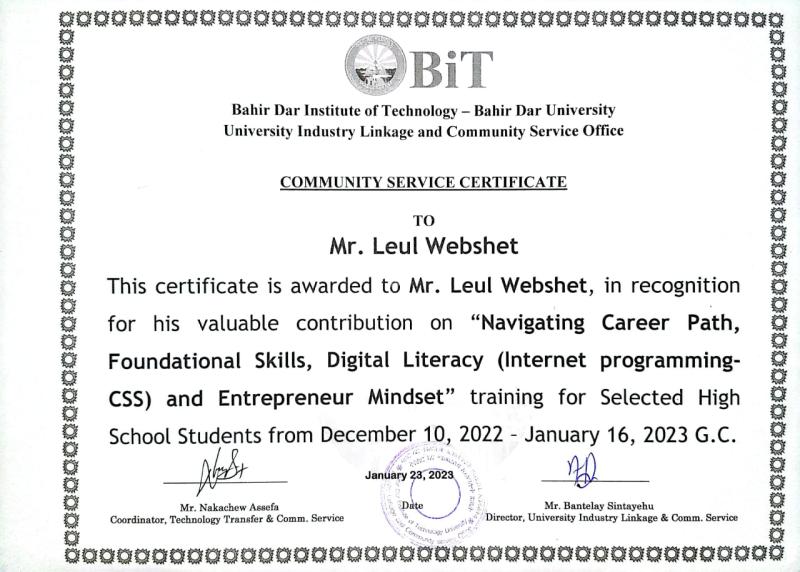 BiT
Bahir Dar Institute of Technology – Bahir Dar University
University Industry Linkage and Community Service Office
COMMUNITY SERVICE CERTIFICATE
TO
Mr. Leul Webshet
This certificate is awarded to Mr. Leul Webshet, in recognition
for his valuable contribution on “Navigating Career Path,
Foundational Skills, Digital Literacy (Internet programming-
CSS) and Entrepreneur Mindset” training for Selected High
School Students from December 10, 2022 – January 16, 2023 G.C.
January 23, 2023
Date
Mr. Nakachew Assefa
Coordinator, Technology Transfer & Comm. Service
Mr. Bantelay Sintayehu
Director, University Industry Linkage & Comm. Service